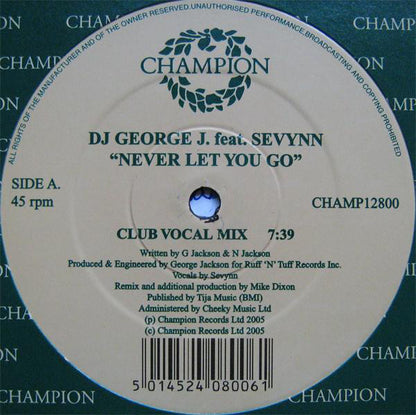 ALL RIGHTS OF THE MANUFACTURER AND OF THE OWNER RESERVED.UNAUTHORISED PERFORMANCE,BROADCASTING AND COPYING PROHIBITED
CHAMPION
DJ GEORGE J. feat. SEVYNN
“NEVER LET YOU GO”
SIDE A.
45 rpm
CHAMP12800
CLUB VOCAL MIX 7:39
Written by G Jackson & N Jackson
Produced & Engineered by George Jackson for Ruff 'N' Tuff Records Inc.
Vocals by Sevynn
Remix and additional production by Mike Dixon
Published by Tija Music (BMI)
Administered by Cheeky Music Ltd
(p) Champion Records Ltd 2005
(c) Champion Records Ltd 2005
5 014524 080061
CHAMPION
CHAMPION